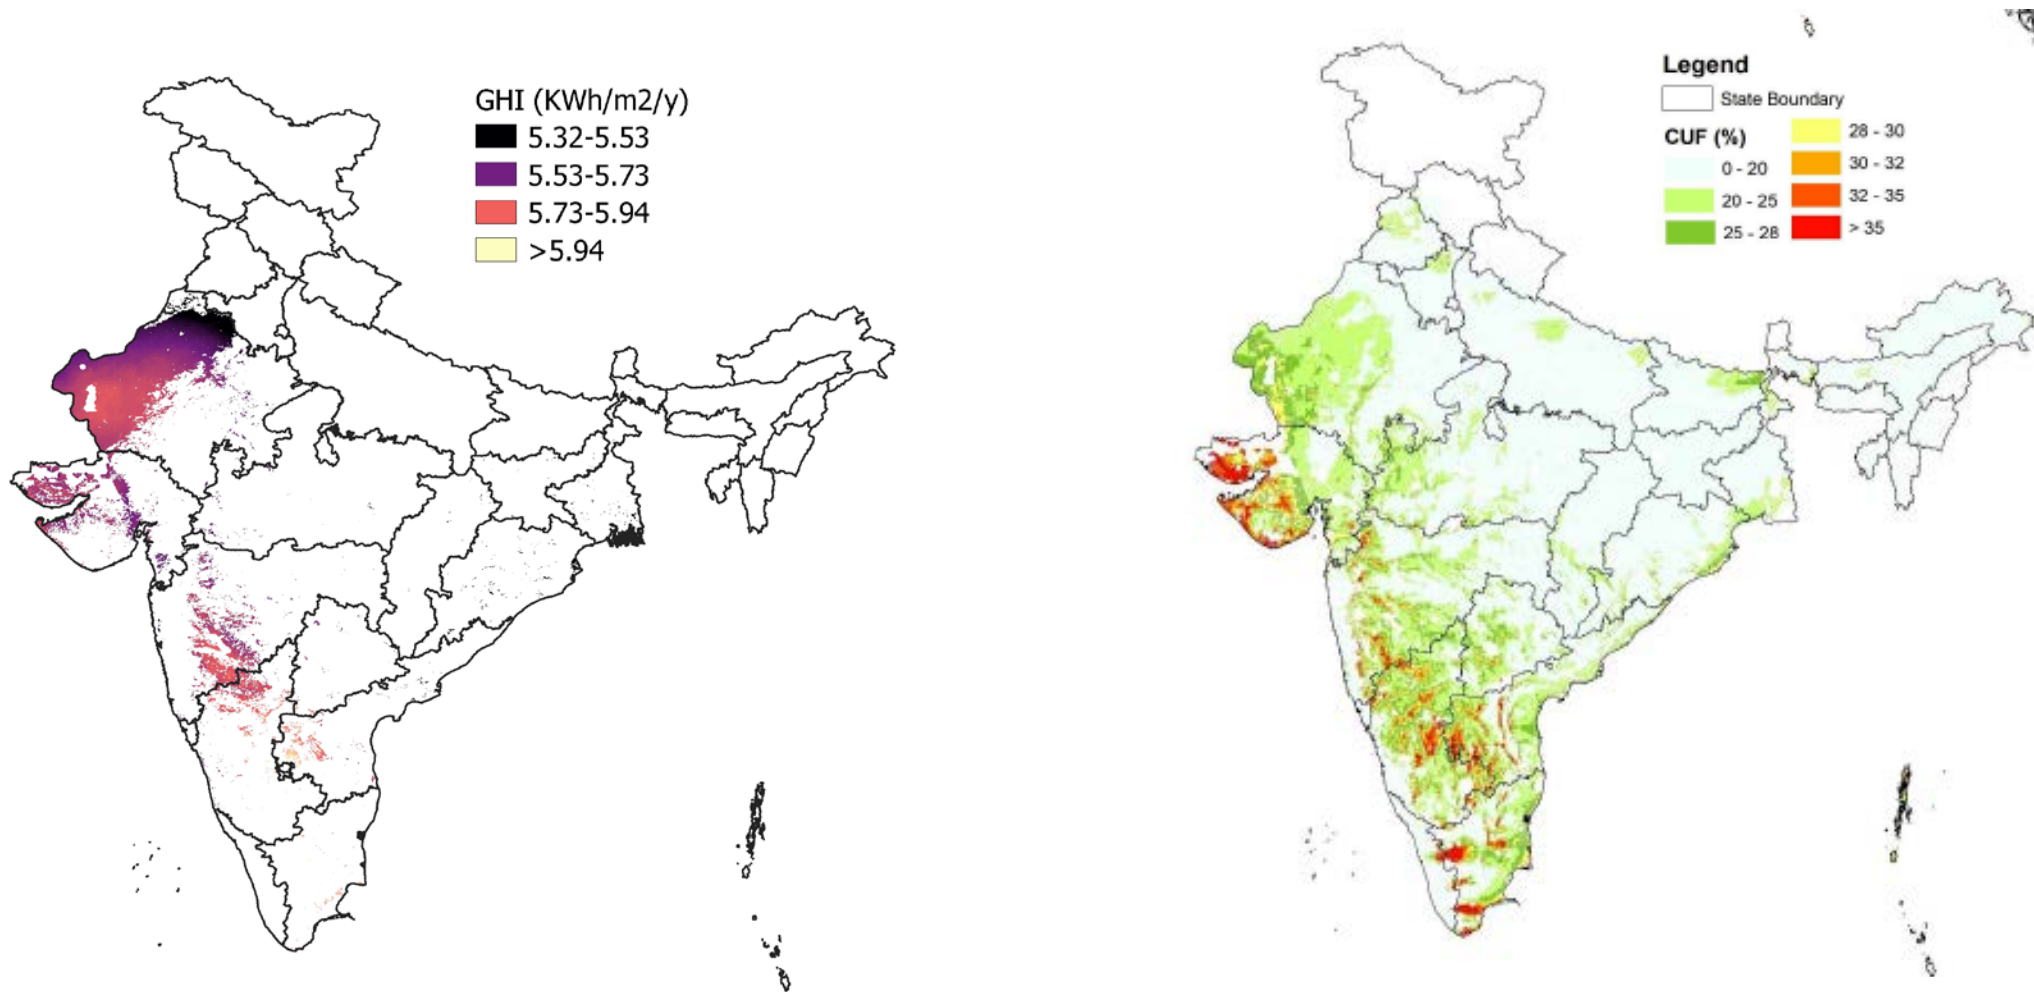 GHI (KWh/m2/y)
5.32-5.53
5.53-5.73
5.73-5.94
>5.94
Legend
State Boundary
CUF (%)
0 - 20
20 - 25
25 - 28
28 - 30
30 - 32
32 - 35
> 35